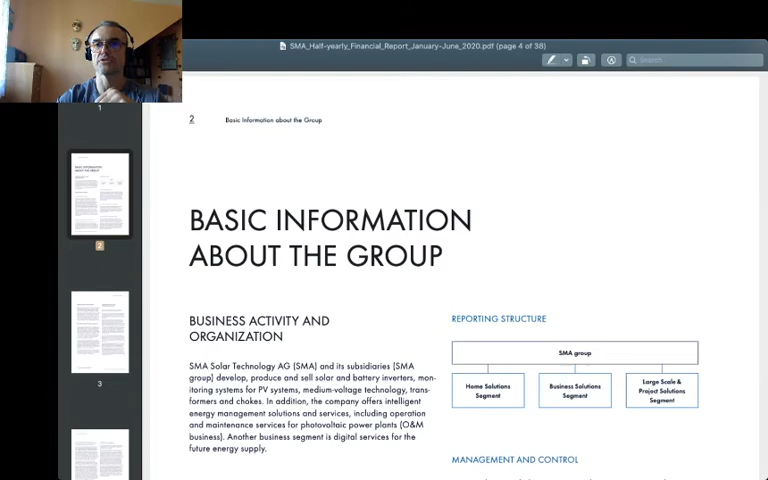 SMA_Half-yearly_Financial_Report_January-June_2020.pdf (page 4 of 38)
Search
1
2
3
2
Basic Information about the Group
BASIC INFORMATION
ABOUT THE GROUP
BUSINESS ACTIVITY AND
ORGANIZATION
SMA Solar Technology AG (SMA) and its subsidiaries (SMA
group) develop, produce and sell solar and battery inverters, mon-
itoring systems for PV systems, medium-voltage technology, trans-
formers and chokes. In addition, the company offers intelligent
energy management solutions and services, including operation
and maintenance services for photovoltaic power plants (O&M
business). Another business segment is digital services for the
future energy supply.
REPORTING STRUCTURE
SMA group
Home Solutions
Segment
Business Solutions
Segment
Large Scale &
Project Solutions
Segment
MANAGEMENT AND CONTROL